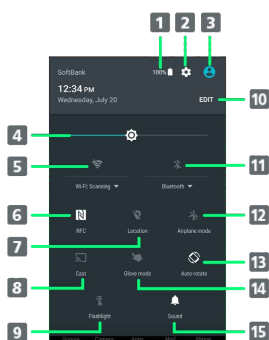 1 2 3
SoftBank 100%
12:34 PM
Wednesday, July 20 EDIT 10
4
5 11
Wi-Fi: Scanning Bluetooth
6 12
NFC Location Airplane mode
7
13
8 Cast Glove mode Auto-rotate
14
9 Flashlight Sound
15